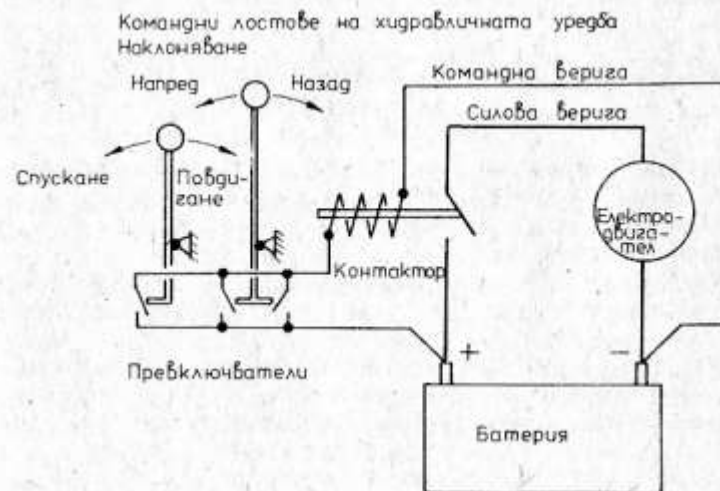 Командни лостове на хидравличната уредба
Наклоняване
Напред
Назад
Командна верига
Силова верига
Спускане
Повди-
гане
Електро-
двига-
тел
Контактор
+
−
Превключватели
Батерия